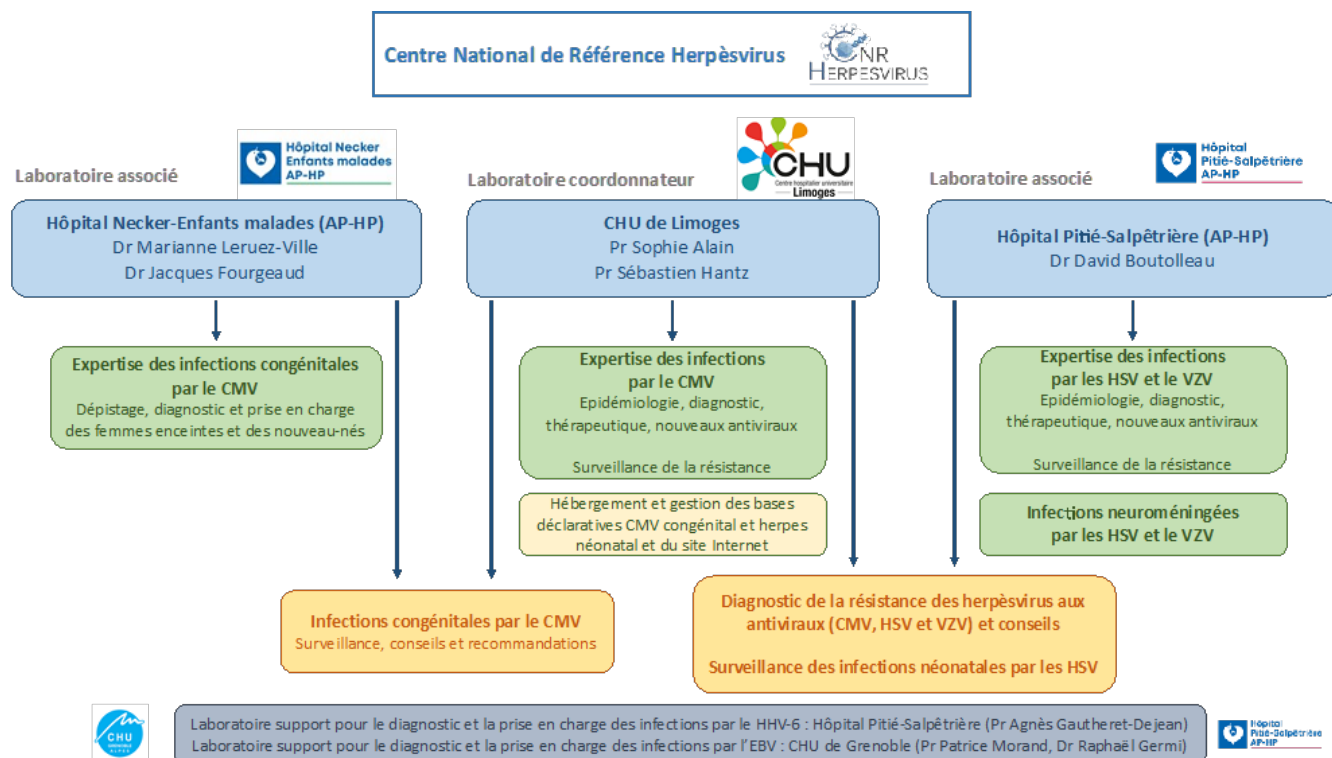 Centre National de Référence Herpèsvirus
CNR
HERPESVIRUS
Laboratoire associé
Hôpital Necker
Enfants malades
AP-HP
Laboratoire coordonnateur
CHU
Centre hospitalier universitaire
Limoges
Laboratoire associé
Hôpital
Pitié-Salpêtrière
AP-HP
Hôpital Necker-Enfants malades (AP-HP)
Dr Marianne Leruez-Ville
Dr Jacques Fourgeaud
CHU de Limoges
Pr Sophie Alain
Pr Sébastien Hantz
Hôpital Pitié-Salpêtrière (AP-HP)
Dr David Boutolleau
Expertise des infections congénitales
par le CMV
Dépistage, diagnostic et prise en charge
des femmes enceintes et des nouveau-nés
Expertise des infections
par le CMV
Epidémiologie, diagnostic,
thérapeutique, nouveaux antiviraux
Surveillance de la résistance
Expertise des infections
par les HSV et le VZV
Epidémiologie, diagnostic,
thérapeutique, nouveaux antiviraux
Surveillance de la résistance
Hébergement et gestion des bases
déclaratives CMV congénital et herpes
néonatal et du site Internet
Infections neuroméningées
par les HSV et le VZV
Infections congénitales par le CMV
Surveillance, conseils et recommandations
Diagnostic de la résistance des herpèsvirus aux
antiviraux (CMV, HSV et VZV) et conseils
Surveillance des infections néonatales par les HSV
CHU
GRENOBLE
ALPES
Laboratoire support pour le diagnostic et la prise en charge des infections par le HHV-6 : Hôpital Pitié-Salpêtrière (Pr Agnès Gautheret-Dejean)
Laboratoire support pour le diagnostic et la prise en charge des infections par l'EBV : CHU de Grenoble (Pr Patrice Morand, Dr Raphaël Germi)
Hôpital
Pitié-Salpêtrière
AP-HP